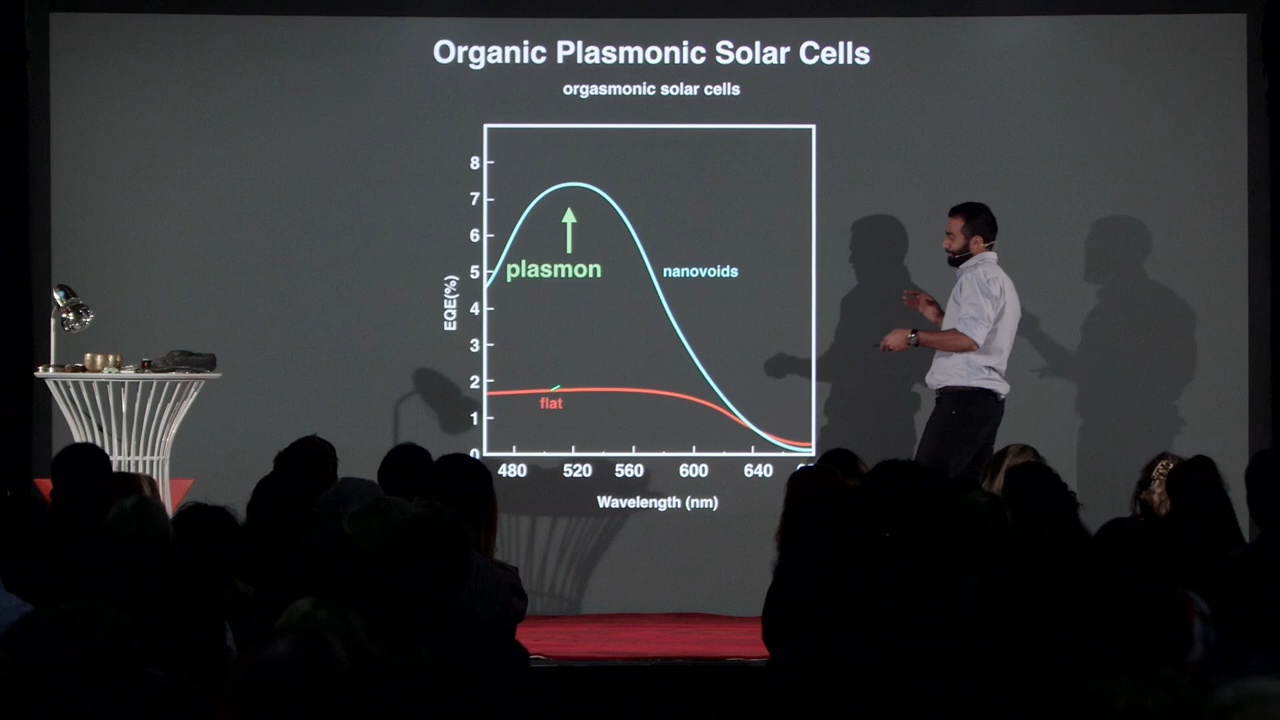 Organic Plasmonic Solar Cells
orgasmonic solar cells
8
7
6
5
4
3
2
1
0
EQE(%)
plasmon
nanovoids
flat
480 520 560 600 640
Wavelength (nm)